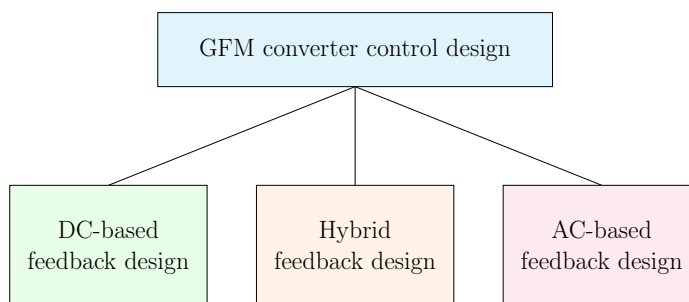 GFM converter control design
DC-based
feedback design
Hybrid
feedback design
AC-based
feedback design